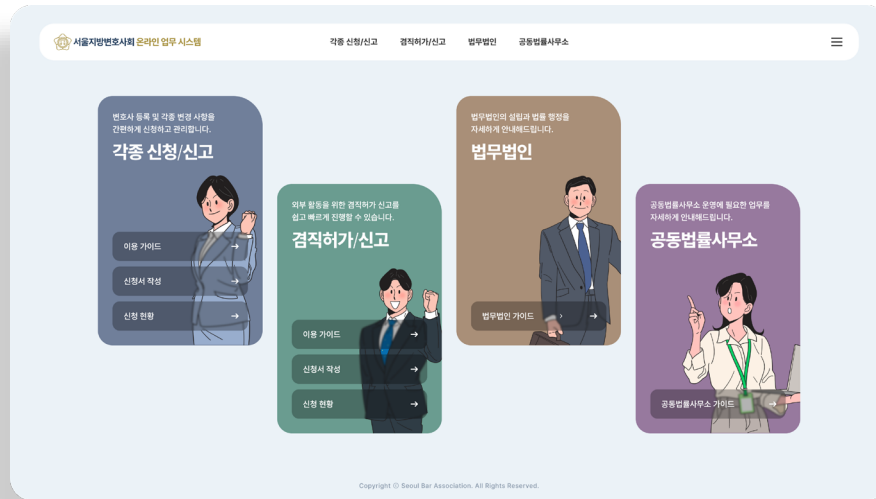 서울지방변호사회 온라인 업무 시스템
각종 신청/신고
겸직허가/신고
법무법인
공동법률사무소
변호사 등록 및 각종 변경 사항을
간편하게 신청하고 관리합니다.
각종 신청/신고
이용 가이드
신청서 작성
신청 현황
외부 활동을 위한 겸직허가 신고를
쉽고 빠르게 진행할 수 있습니다.
겸직허가/신고
이용 가이드
신청서 작성
신청 현황
법무법인의 설립과 법률 행정을
자세하게 안내해드립니다.
법무법인
법무법인 가이드
공동법률사무소 운영에 필요한 업무를
자세하게 안내해드립니다.
공동법률사무소
공동법률사무소 가이드
Copyright ⓒ Seoul Bar Association. All Rights Reserved.